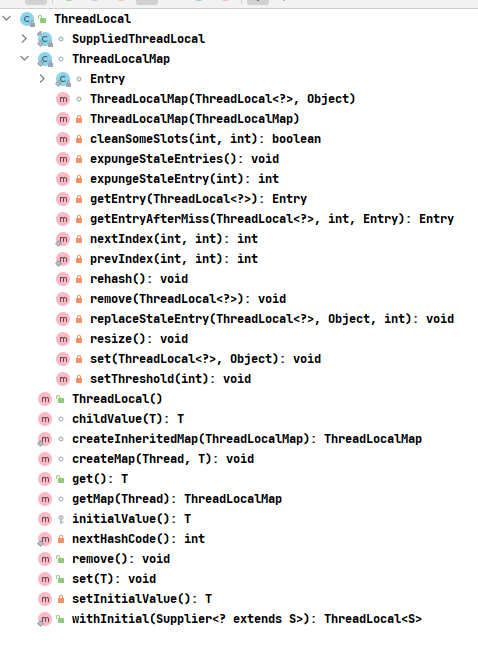 ThreadLocal
SuppliedThreadLocal
ThreadLocalMap
Entry
ThreadLocalMap(ThreadLocal<?>, Object)
ThreadLocalMap(ThreadLocalMap)
cleanSomeSlots(int, int): boolean
expungeStaleEntries(): void
expungeStaleEntry(int): int
getEntry(ThreadLocal<?>): Entry
getEntryAfterMiss(ThreadLocal<?>, int, Entry): Entry
nextIndex(int, int): int
prevIndex(int, int): int
rehash(): void
remove(ThreadLocal<?>): void
replaceStaleEntry(ThreadLocal<?>, Object, int): void
resize(): void
set(ThreadLocal<?>, Object): void
setThreshold(int): void
ThreadLocal()
childValue(T): T
createInheritedMap(ThreadLocalMap): ThreadLocalMap
createMap(Thread, T): void
get(): T
getMap(Thread): ThreadLocalMap
initialValue(): T
nextHashCode(): int
remove(): void
set(T): void
setInitialValue(): T
withInitial(Supplier<? extends S>): ThreadLocal<S>